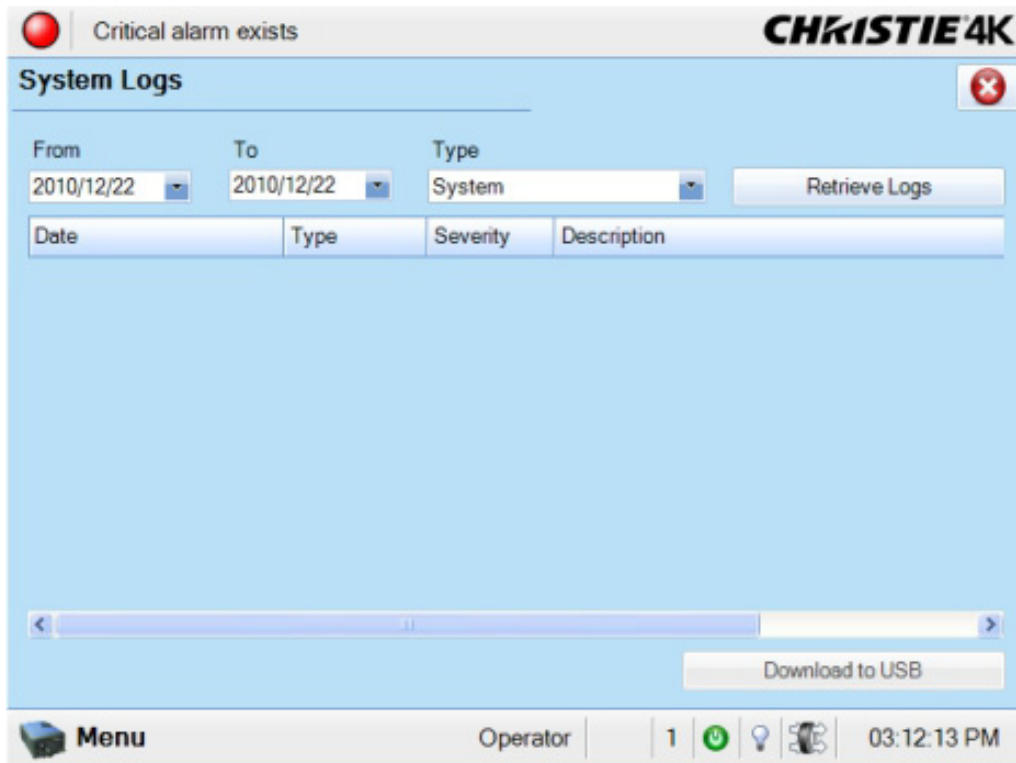 Critical alarm exists
CHRISTIE 4K
System Logs
From To Type
2010/12/22 2010/12/22 System Retrieve Logs
Date Type Severity Description
Download to USB
Menu Operator 1 03:12:13 PM